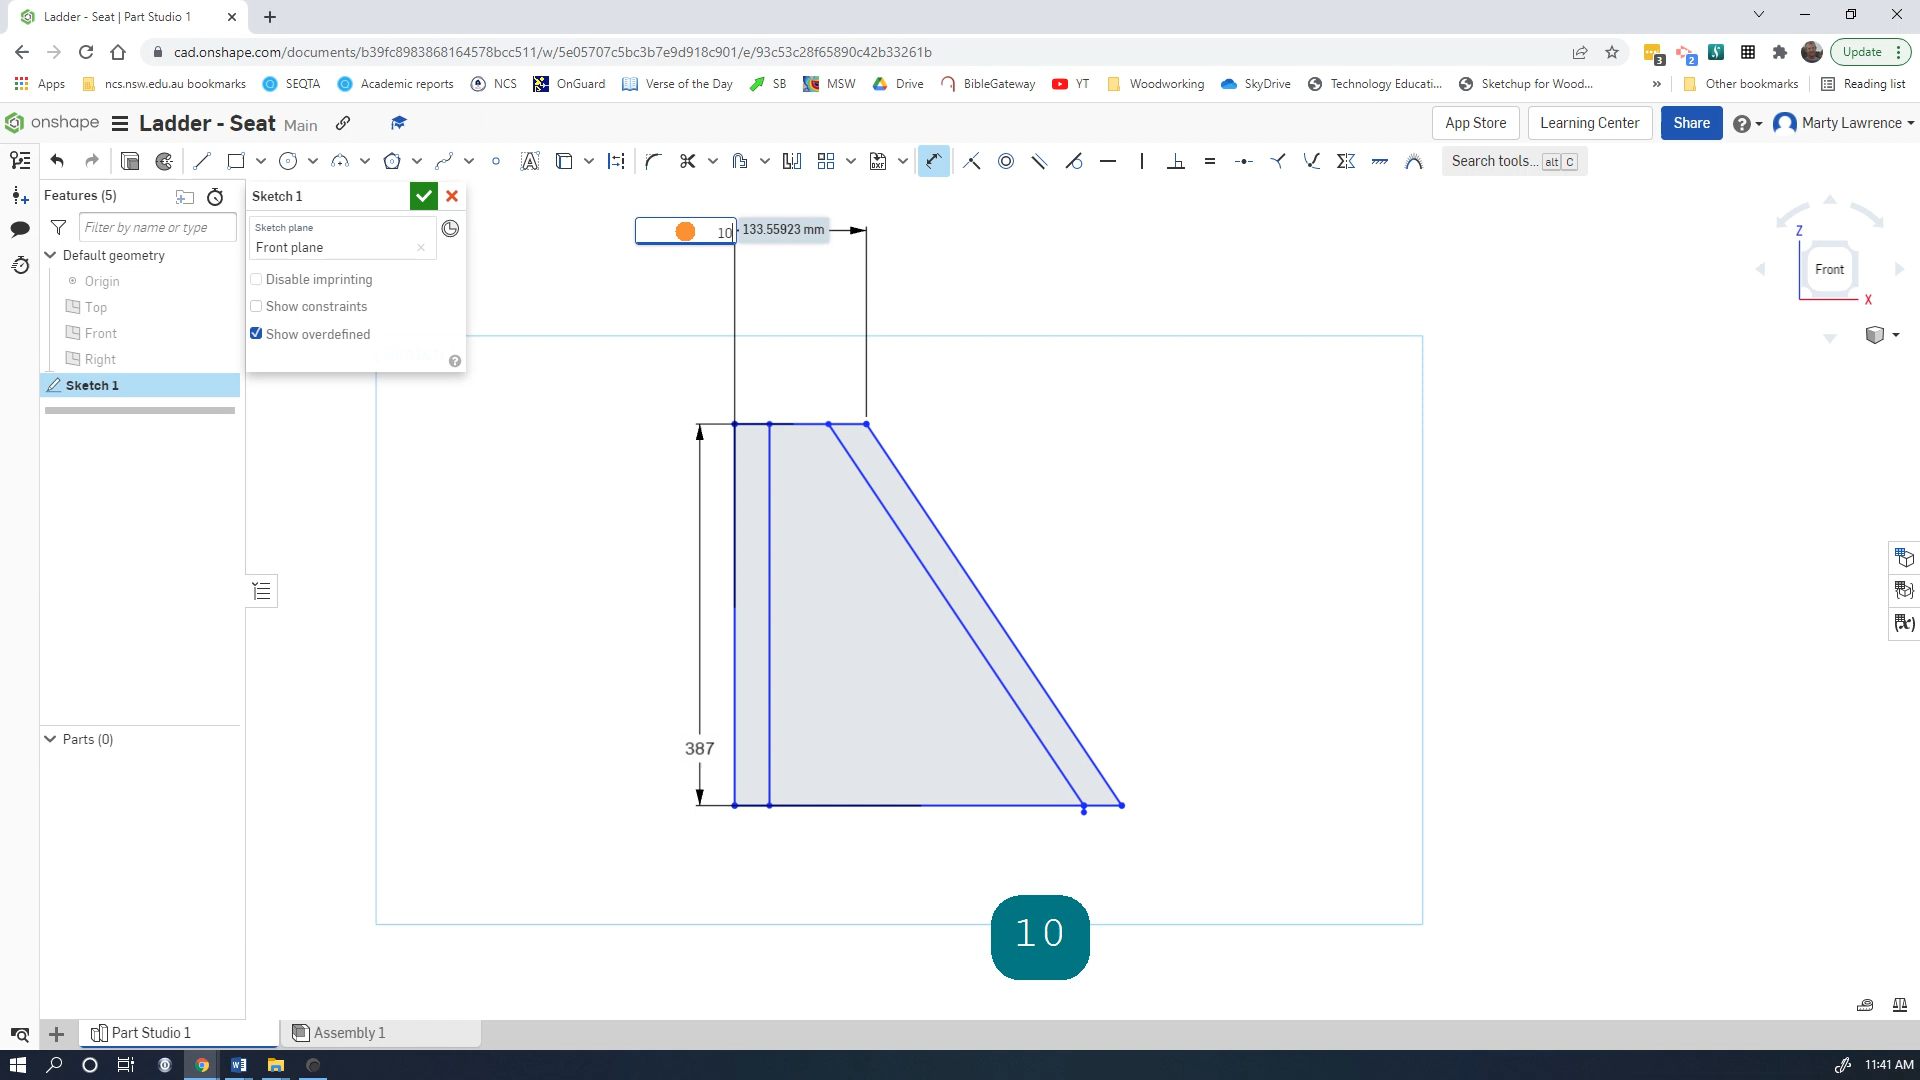 Ladder - Seat | Part Studio 1
cad.onshape.com/documents/b39fc8983868164578bcc511/w/5e05707c5bc3b7e9d918c901/e/93c53c28f65890c42b33261b
3
2
Update
Apps
ncs.nsw.edu.au bookmarks
SEQTA
Academic reports
NCS
OnGuard
Verse of the Day
SB
MSW
Drive
BibleGateway
YT
Woodworking
SkyDrive
Technology Educati...
Sketchup for Wood...
»
Other bookmarks
Reading list
onshape
Ladder - Seat
Main
App Store
Learning Center
Share
Marty Lawrence
Search tools... alt C
Features (5)
Filter by name or type
Default geometry
Origin
Top
Front
Right
Sketch 1
Parts (0)
Sketch 1
Sketch plane
Front plane
Disable imprinting
Show constraints
Show overdefined
10
133.55923 mm
387
Z
Front
X
10
Part Studio 1
Assembly 1
11:41 AM